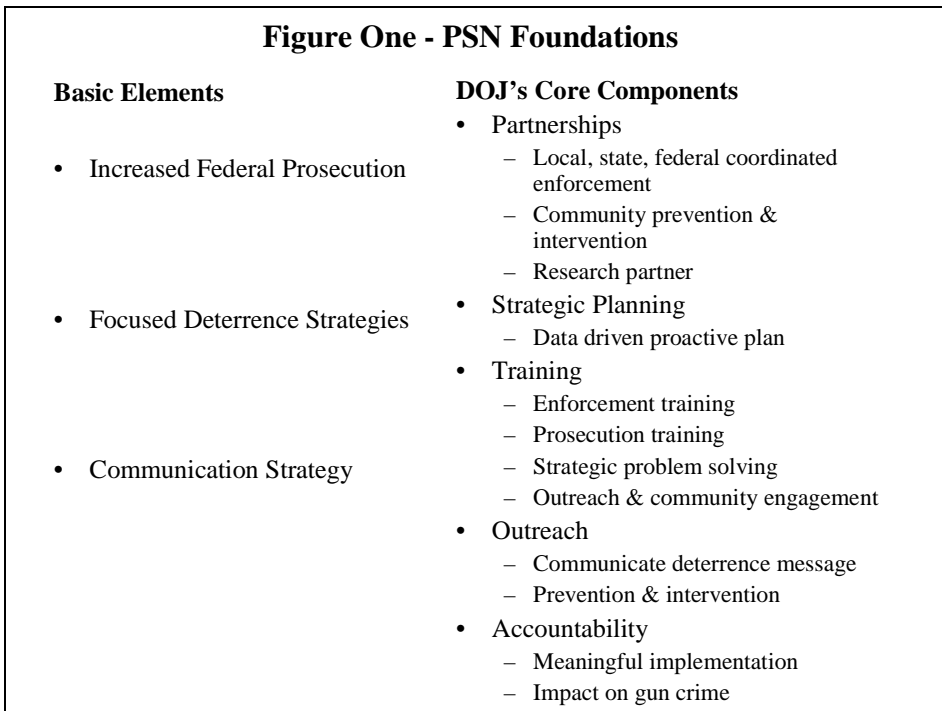 Figure One - PSN Foundations
Basic Elements
• Increased Federal Prosecution
• Focused Deterrence Strategies
• Communication Strategy
DOJ’s Core Components
• Partnerships
– Local, state, federal coordinated
enforcement
– Community prevention &
intervention
– Research partner
• Strategic Planning
– Data driven proactive plan
• Training
– Enforcement training
– Prosecution training
– Strategic problem solving
– Outreach & community engagement
• Outreach
– Communicate deterrence message
– Prevention & intervention
• Accountability
– Meaningful implementation
– Impact on gun crime